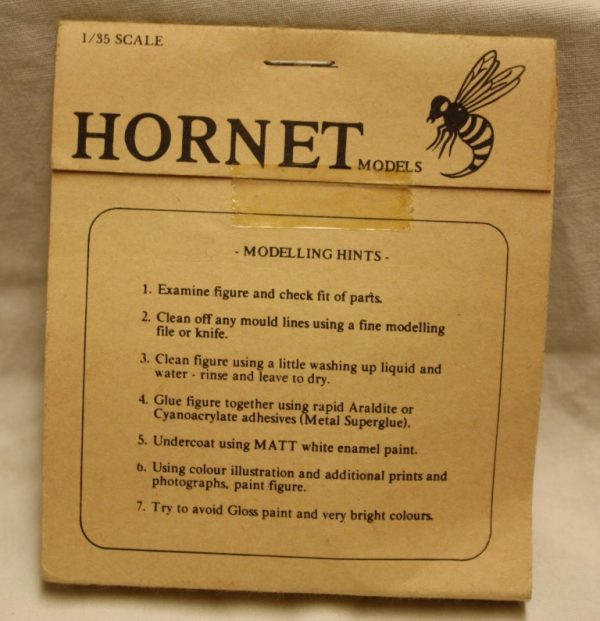 1/35 SCALE
HORNET MODELS
- MODELLING HINTS -
1. Examine figure and check fit of parts.
2. Clean off any mould lines using a fine modelling
file or knife.
3. Clean figure using a little washing up liquid and
water - rinse and leave to dry.
4. Glue figure together using rapid Araldite or
Cyanoacrylate adhesives (Metal Superglue).
5. Undercoat using MATT white enamel paint.
6. Using colour illustration and additional prints and
photographs, paint figure.
7. Try to avoid Gloss paint and very bright colours.